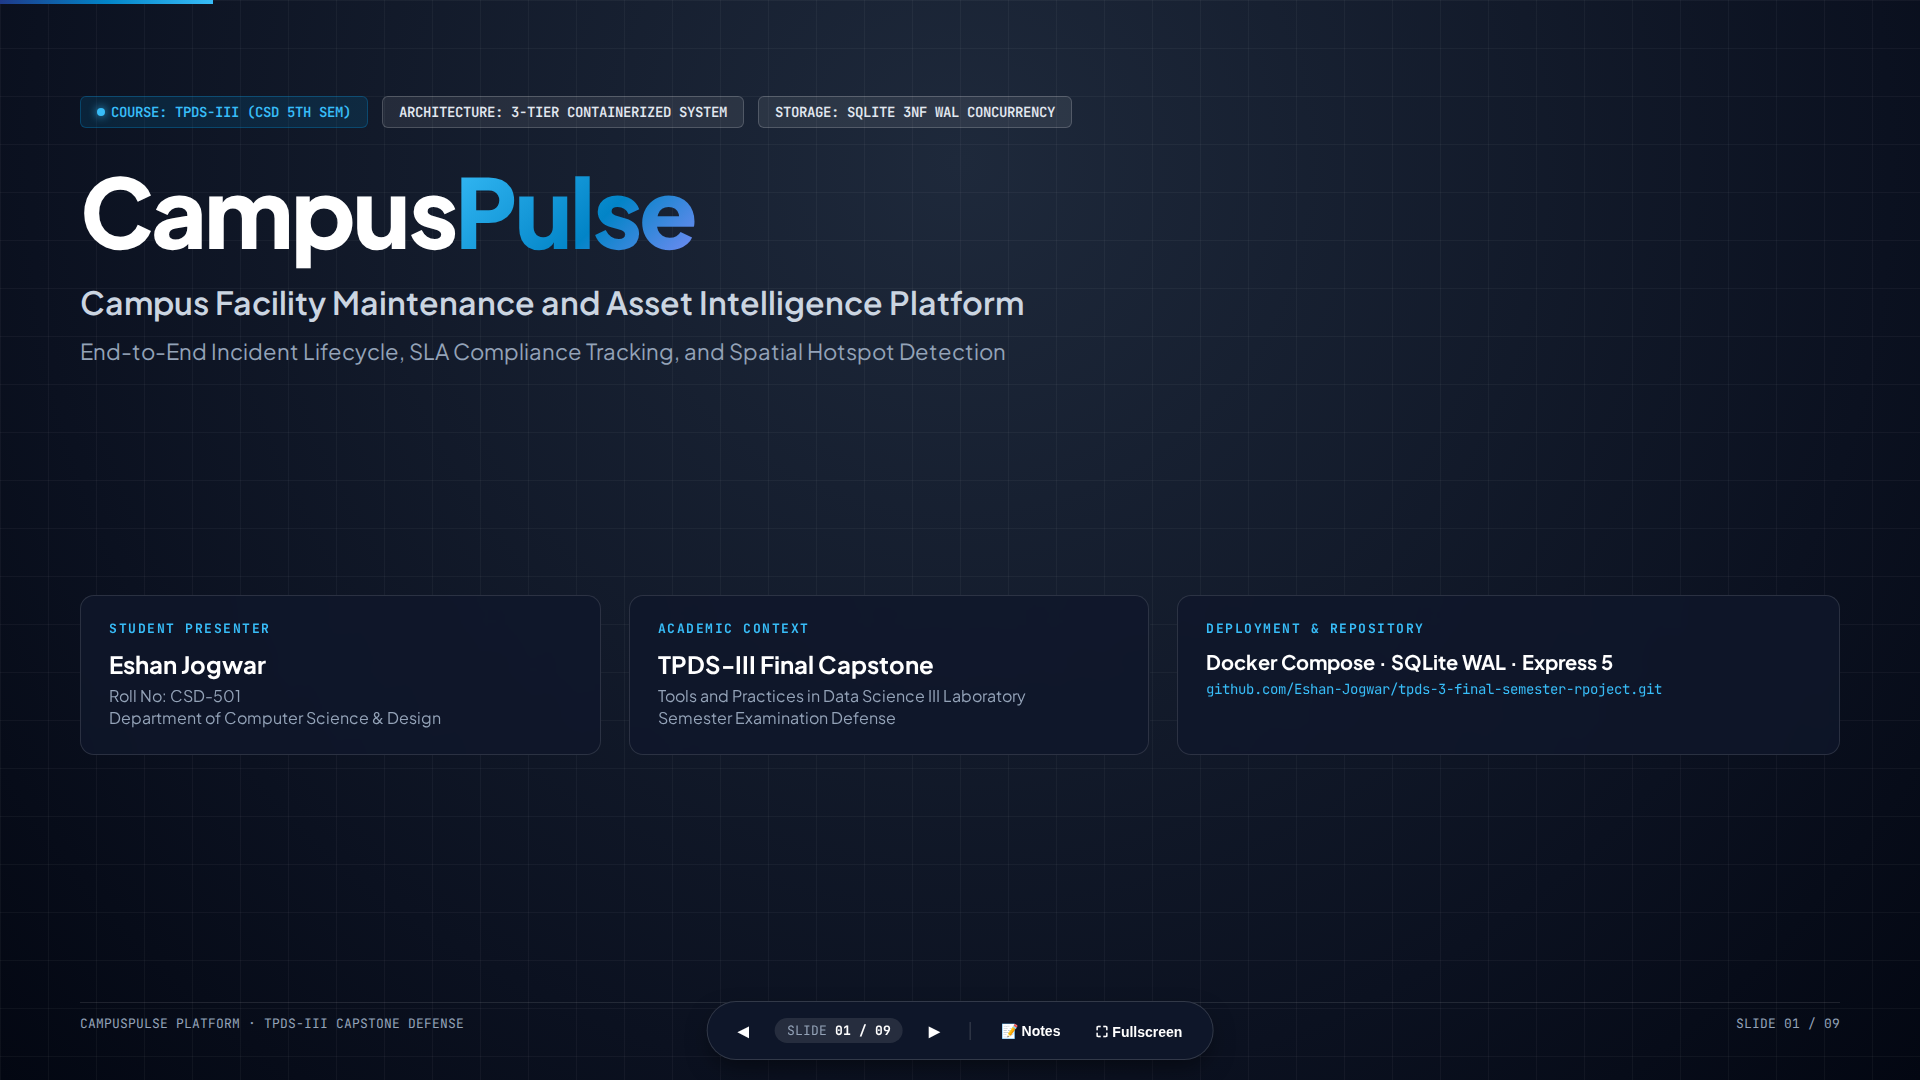 COURSE: TPDS-III (CSD 5TH SEM)
ARCHITECTURE: 3-TIER CONTAINERIZED SYSTEM
STORAGE: SQLITE 3NF WAL CONCURRENCY
CampusPulse
Campus Facility Maintenance and Asset Intelligence Platform
End-to-End Incident Lifecycle, SLA Compliance Tracking, and Spatial Hotspot Detection
STUDENT PRESENTER
Eshan Jogwar
Roll No: CSD-501
Department of Computer Science & Design
ACADEMIC CONTEXT
TPDS-III Final Capstone
Tools and Practices in Data Science III Laboratory
Semester Examination Defense
DEPLOYMENT & REPOSITORY
Docker Compose · SQLite WAL · Express 5
github.com/Eshan-Jogwar/tpds-3-final-semester-rpoject.git
CAMPUSPULSE PLATFORM · TPDS-III CAPSTONE DEFENSE
◀ SLIDE 01 / 09 ▶ 📝 Notes ⛶ Fullscreen
SLIDE 01 / 09